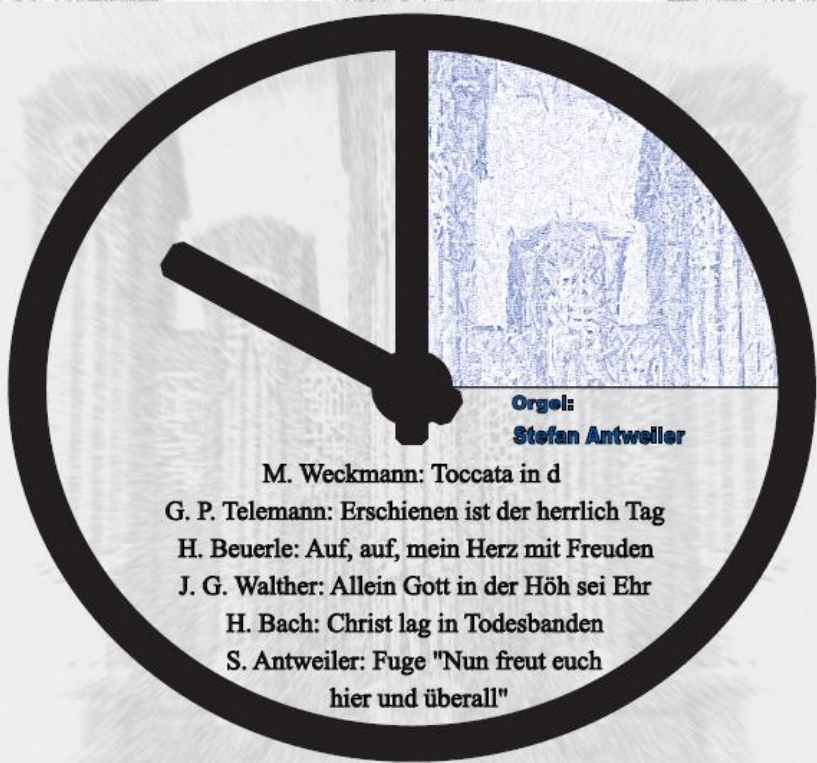 Orgel:
Stefan Antweiler
M. Weckmann: Toccata in d
G. P. Telemann: Erschienen ist der herrlich Tag
H. Beuerle: Auf, auf, mein Herz mit Freuden
J. G. Walther: Allein Gott in der Höh sei Ehr
H. Bach: Christ lag in Todesbanden
S. Antweiler: Fuge "Nun freut euch
hier und überall"